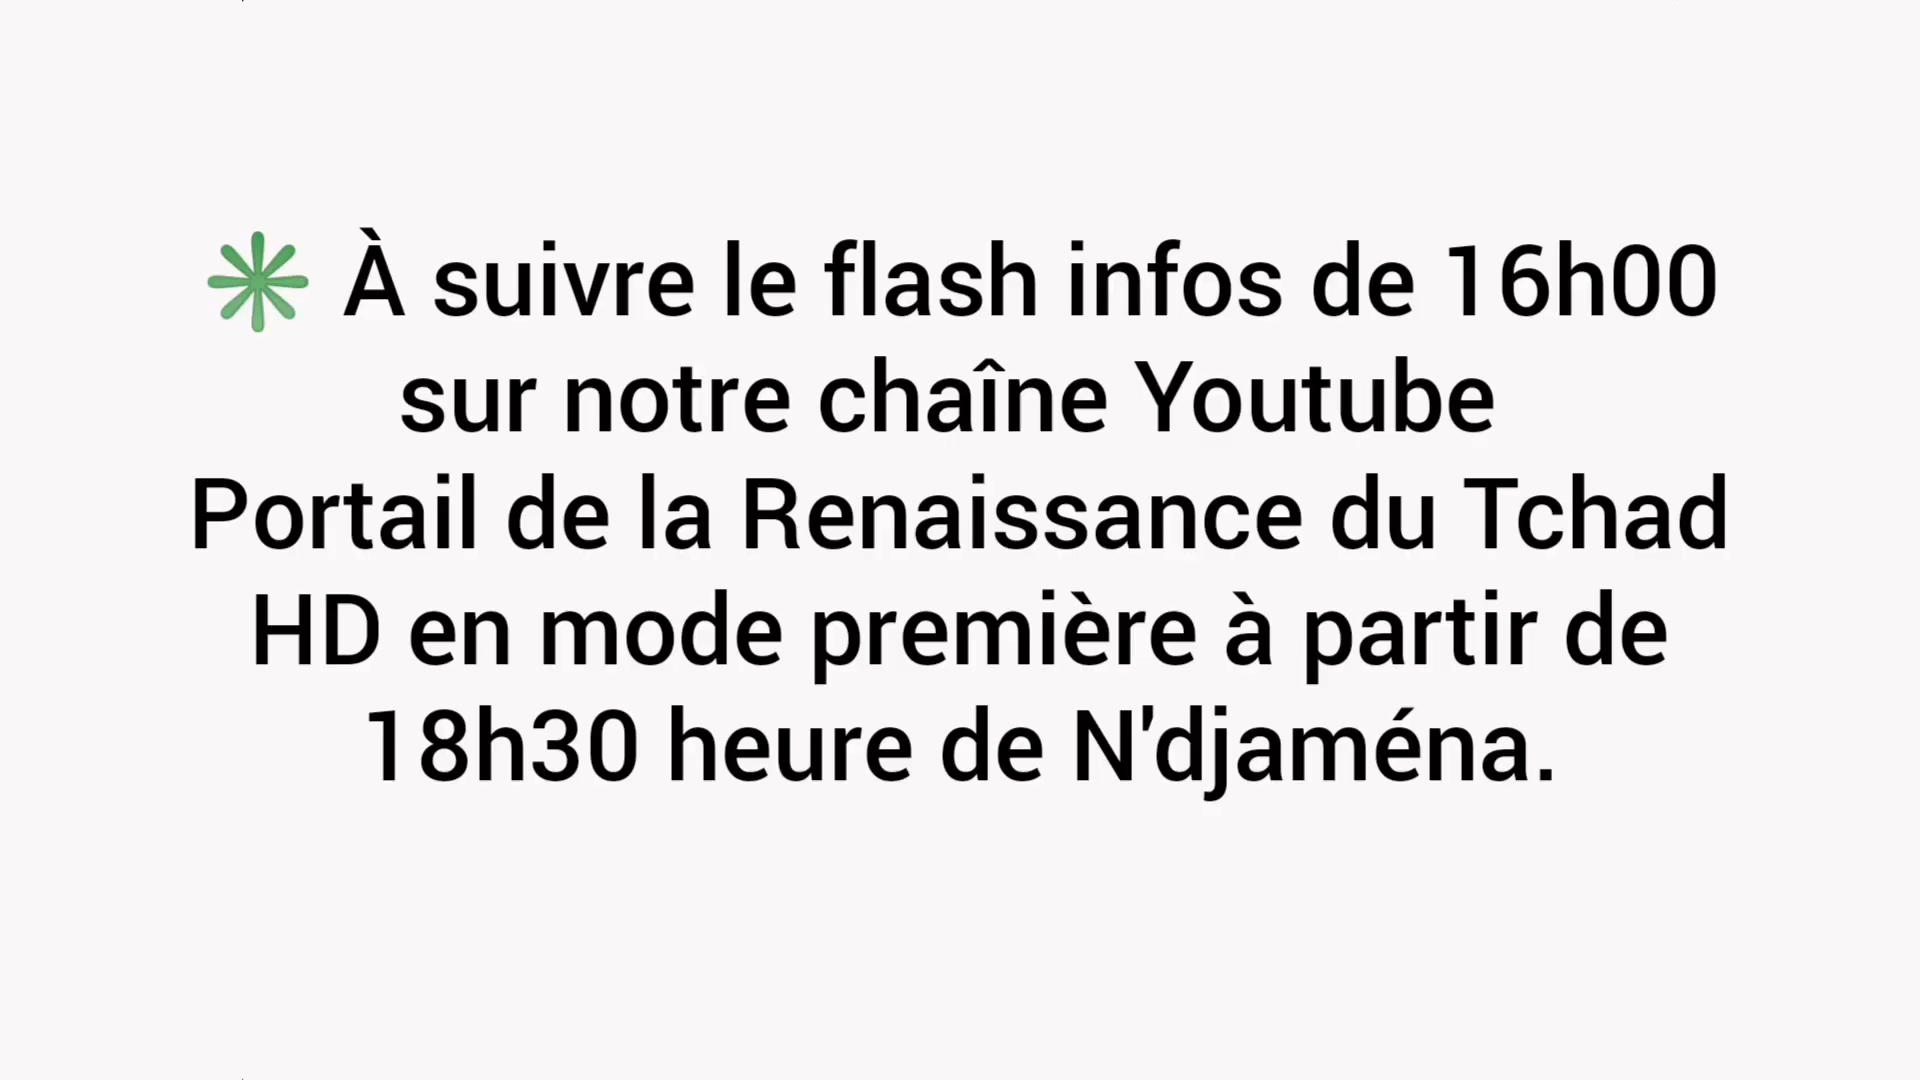 ✳ À suivre le flash infos de 16h00
sur notre chaîne Youtube
Portail de la Renaissance du Tchad
HD en mode première à partir de
18h30 heure de N'djaména.